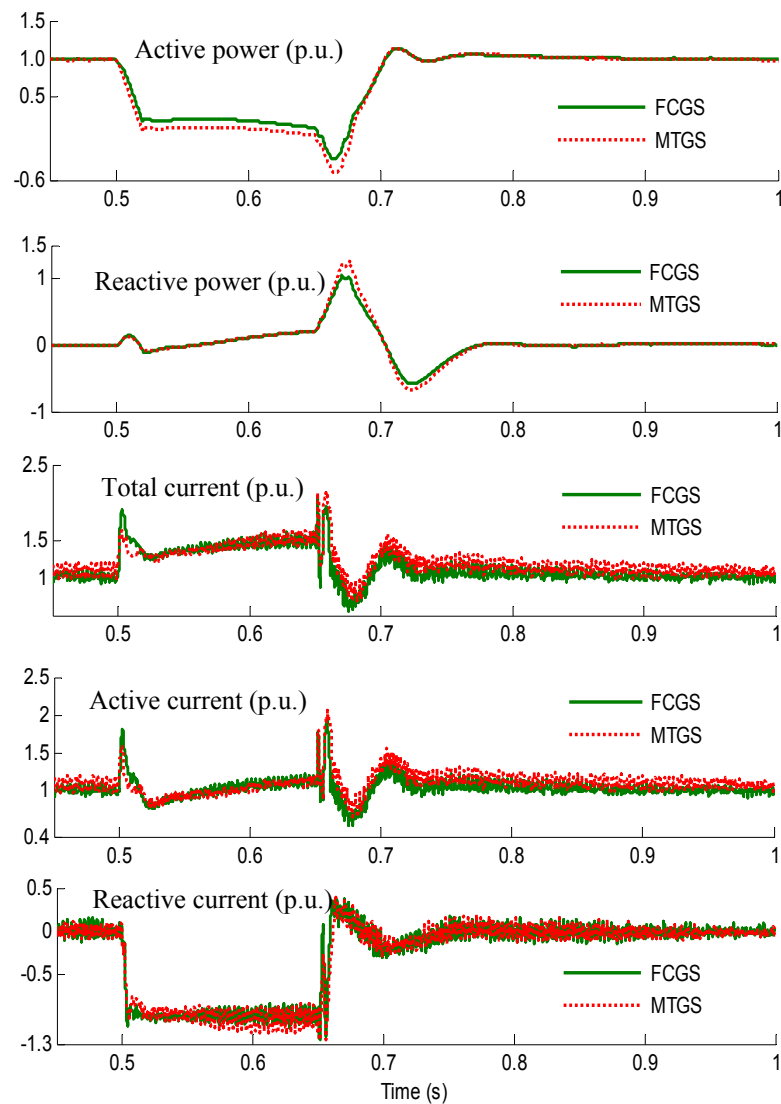 1.5
Active power (p.u.)
1.0
0.5
FCGS
MTGS
-0.6
0.5 0.6 0.7 0.8 0.9 1
1.5
Reactive power (p.u.)
1
FCGS
MTGS
0
-1
0.5 0.6 0.7 0.8 0.9 1
2.5
Total current (p.u.)
FCGS
1.5
MTGS
1
0.5 0.6 0.7 0.8 0.9 1
2.5
Active current (p.u.)
FCGS
2
1.5
MTGS
1
0.4
0.5 0.6 0.7 0.8 0.9 1
0.5
Reactive current (p.u.)
0
-0.5
FCGS
MTGS
-1.3
0.5 0.6 0.7 0.8 0.9 1
Time (s)